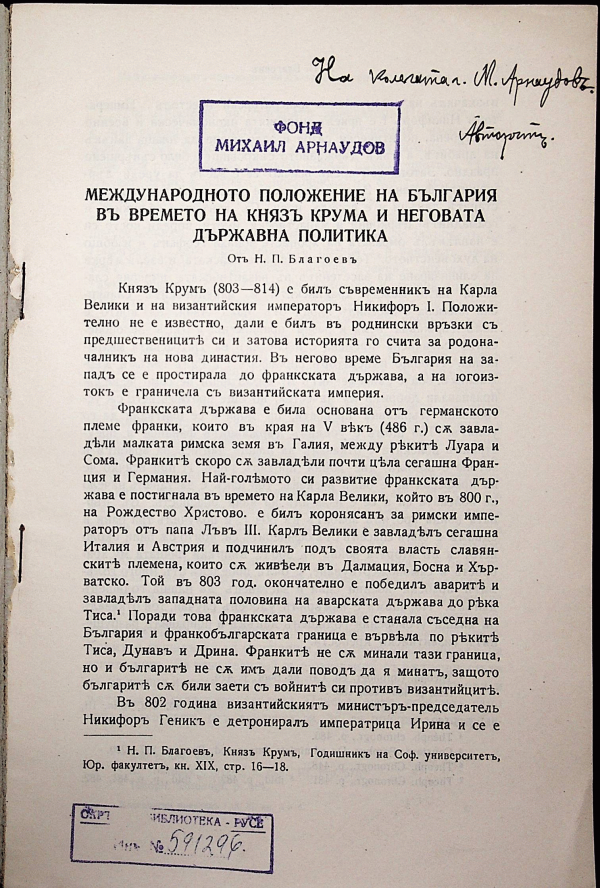 На колегата г. М. Арнаудовъ.
Авторътъ.
ФОНД
МИХАИЛ АРНАУДОВ
МЕЖДУНАРОДНОТО ПОЛОЖЕНИЕ НА БЪЛГАРИЯ
ВЪ ВРЕМЕТО НА КНЯЗЪ КРУМА И НЕГОВАТА
ДЪРЖАВНА ПОЛИТИКА
Отъ Н. П. Благоевъ
Князъ Крумъ (803—814) е билъ съвременникъ на Карла
Велики и на византийския императоръ Никифоръ I. Положи-
телно не е известно, дали е билъ въ роднински връзки съ
предшественицитѣ си и затова историята го счита за родона-
чалникъ на нова династия. Въ негово време България на за-
падъ се е простирала до франкската държава, а на югоиз-
токъ е граничела съ византийската империя.
Франкската държава е била основана отъ германското
племе франки, които въ края на V вѣкъ (486 г.) сѫ завла-
дѣли малката римска земя въ Галия, между рѣкитѣ Луара и
Сома. Франкитѣ скоро сѫ завладѣли почти цѣла сегашна Фран-
ция и Германия. Най-голѣмото си развитие франкската дър-
жава е постигнала въ времето на Карла Велики, който въ 800 г.,
на Рождество Христово. е билъ коронясанъ за римски импе-
раторъ отъ папа Лъвъ III. Карлъ Велики е завладѣлъ сегашна
Италия и Австрия и подчинилъ подъ своята власть славян-
скитѣ племена, които сѫ живѣели въ Далмация, Босна и Хър-
ватско. Той въ 803 год. окончателно е победилъ аваритѣ и
завладѣлъ западната половина на аварската държава до рѣка
Тиса.¹ Поради това франкската държава е станала съседна на
България и франкобългарската граница е вървѣла по рѣкитѣ
Тиса, Дунавъ и Дрина. Франкитѣ не сѫ минали тази граница,
но и българитѣ не сѫ имъ дали поводъ да я минатъ, защото
българитѣ сѫ били заети съ войнитѣ си противъ византийцитѣ.
Въ 802 година византийскиятъ министъръ-председатель
Никифоръ Геникъ е детрониралъ императрица Ирина и се е
¹ Н. П. Благоевъ, Князъ Крумъ, Годишникъ на Соф. университетъ,
Юр. факултетъ, кн. XIX, стр. 16—18.
БИБЛИОТЕКА - РУСЕ
Инв. № 591296.